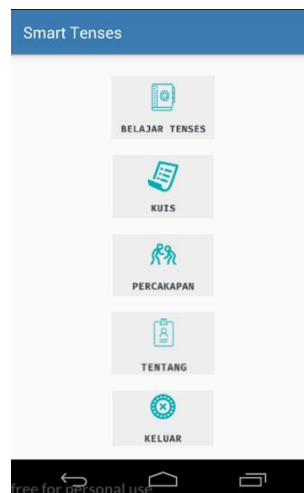 Smart Tenses
BELAJAR TENSES
KUIS
PERCAKAPAN
TENTANG
KELUAR
free for personal use